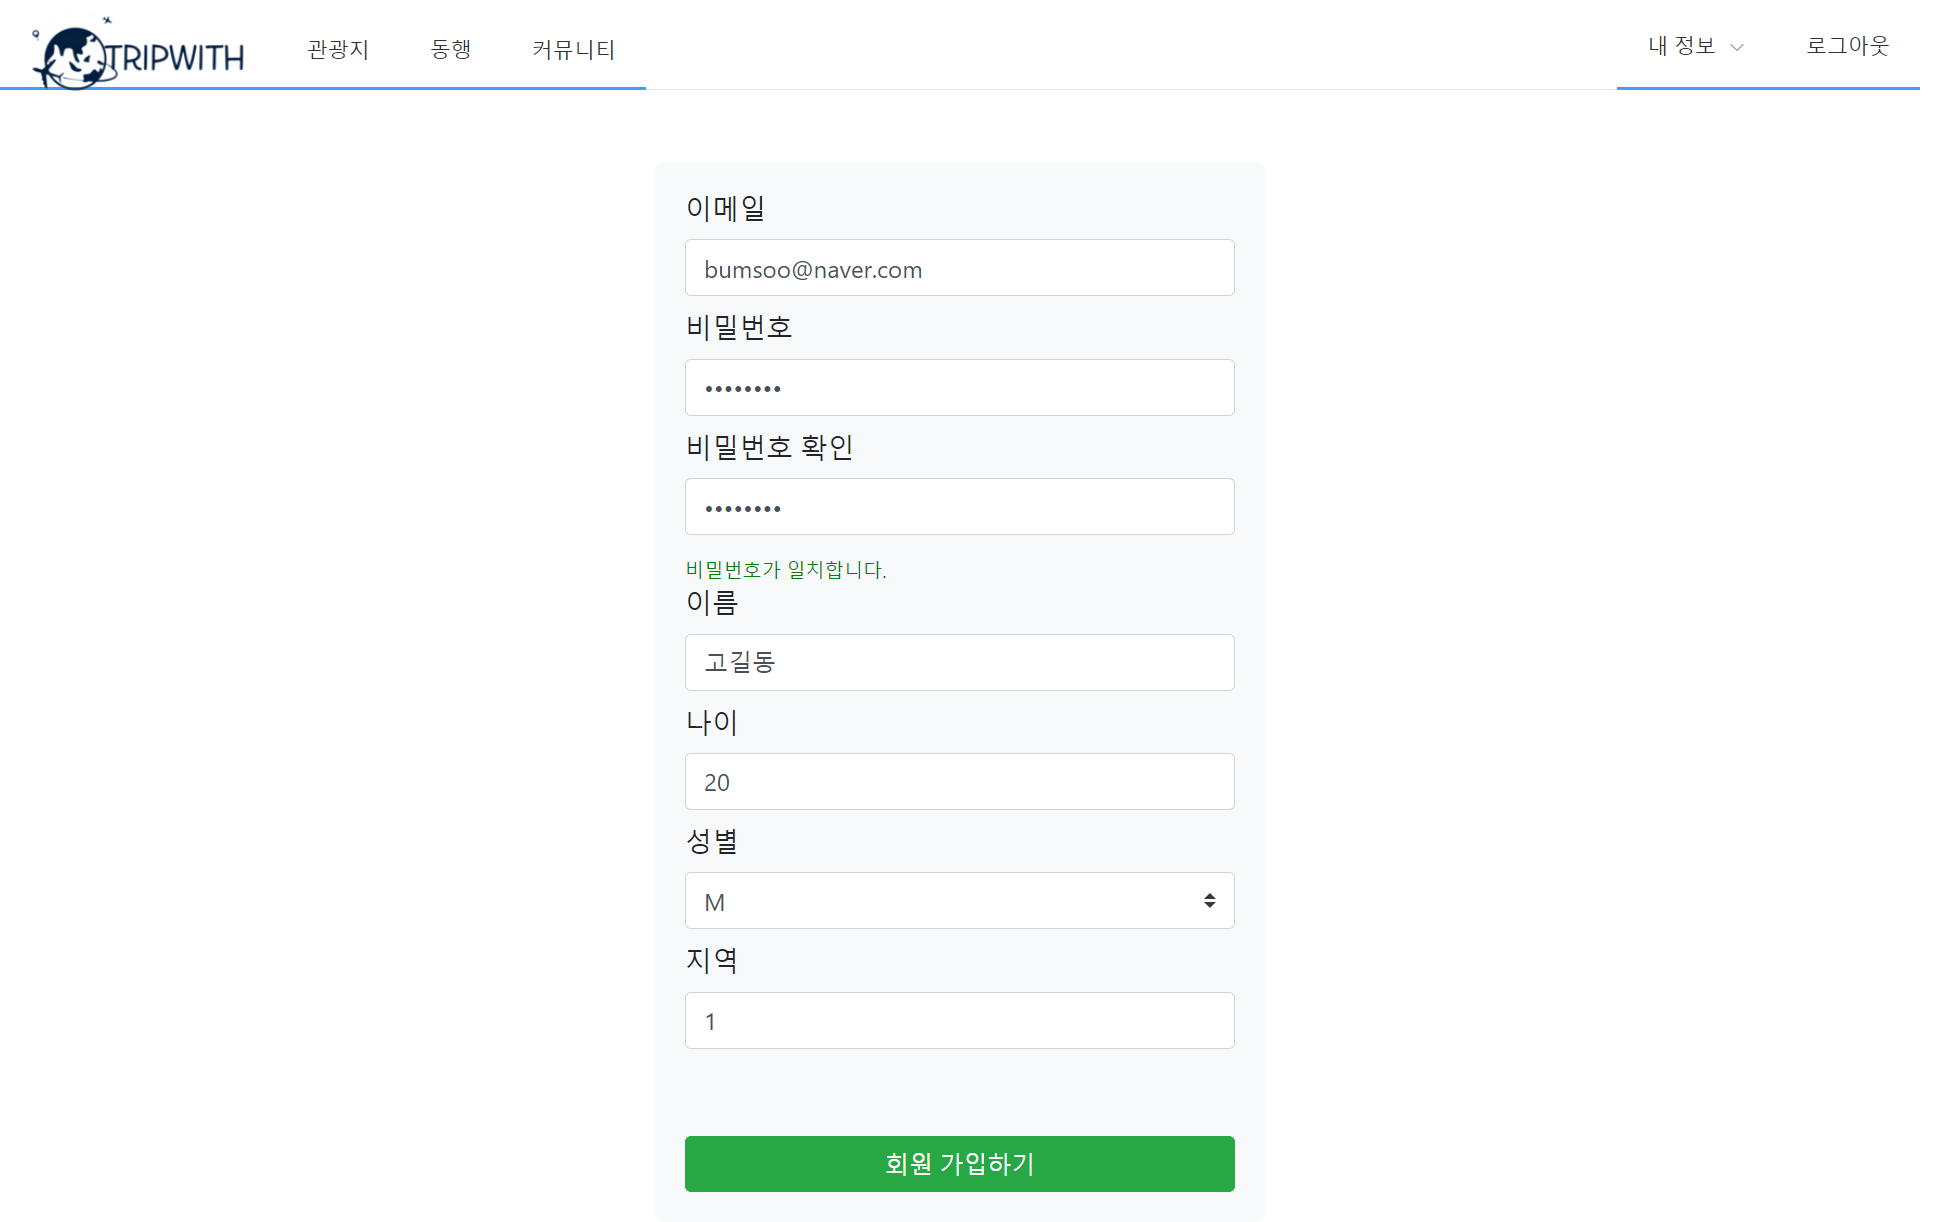 TRIPWITH
관광지
동행
커뮤니티
내 정보
로그아웃
이메일
bumsoo@naver.com
비밀번호
••••••••
비밀번호 확인
••••••••
비밀번호가 일치합니다.
이름
고길동
나이
20
성별
M
지역
1
회원 가입하기